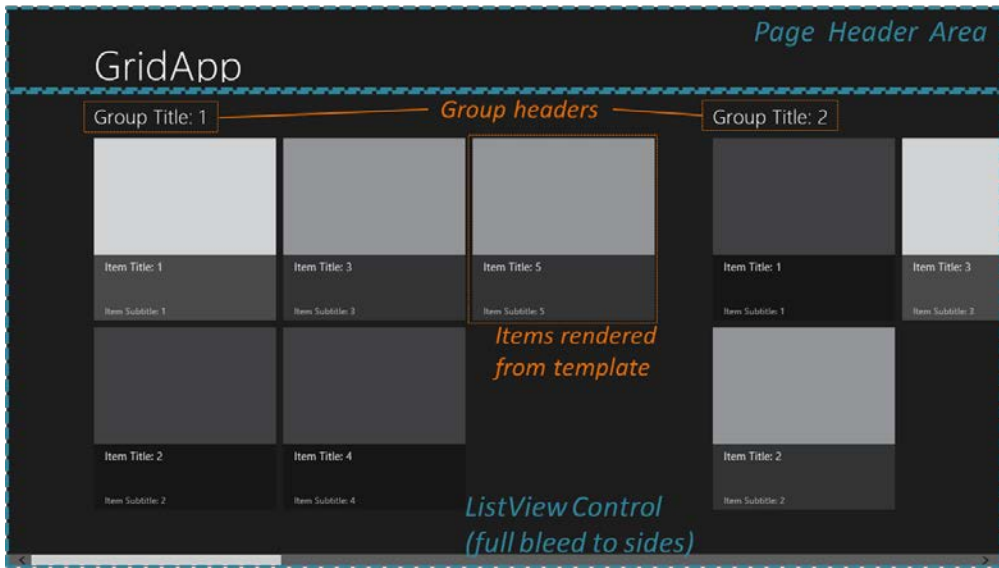 Page Header Area
GridApp
Group Title: 1
Group headers
Group Title: 2
Item Title: 1
Item Subtitle: 1
Item Title: 3
Item Subtitle: 3
Item Title: 5
Item Subtitle: 5
Item Title: 1
Item Subtitle: 1
Item Title: 3
Item Subtitle: 3
Items rendered
from template
Item Title: 2
Item Subtitle: 2
Item Title: 4
Item Subtitle: 4
Item Title: 2
Item Subtitle: 2
ListView Control
(full bleed to sides)